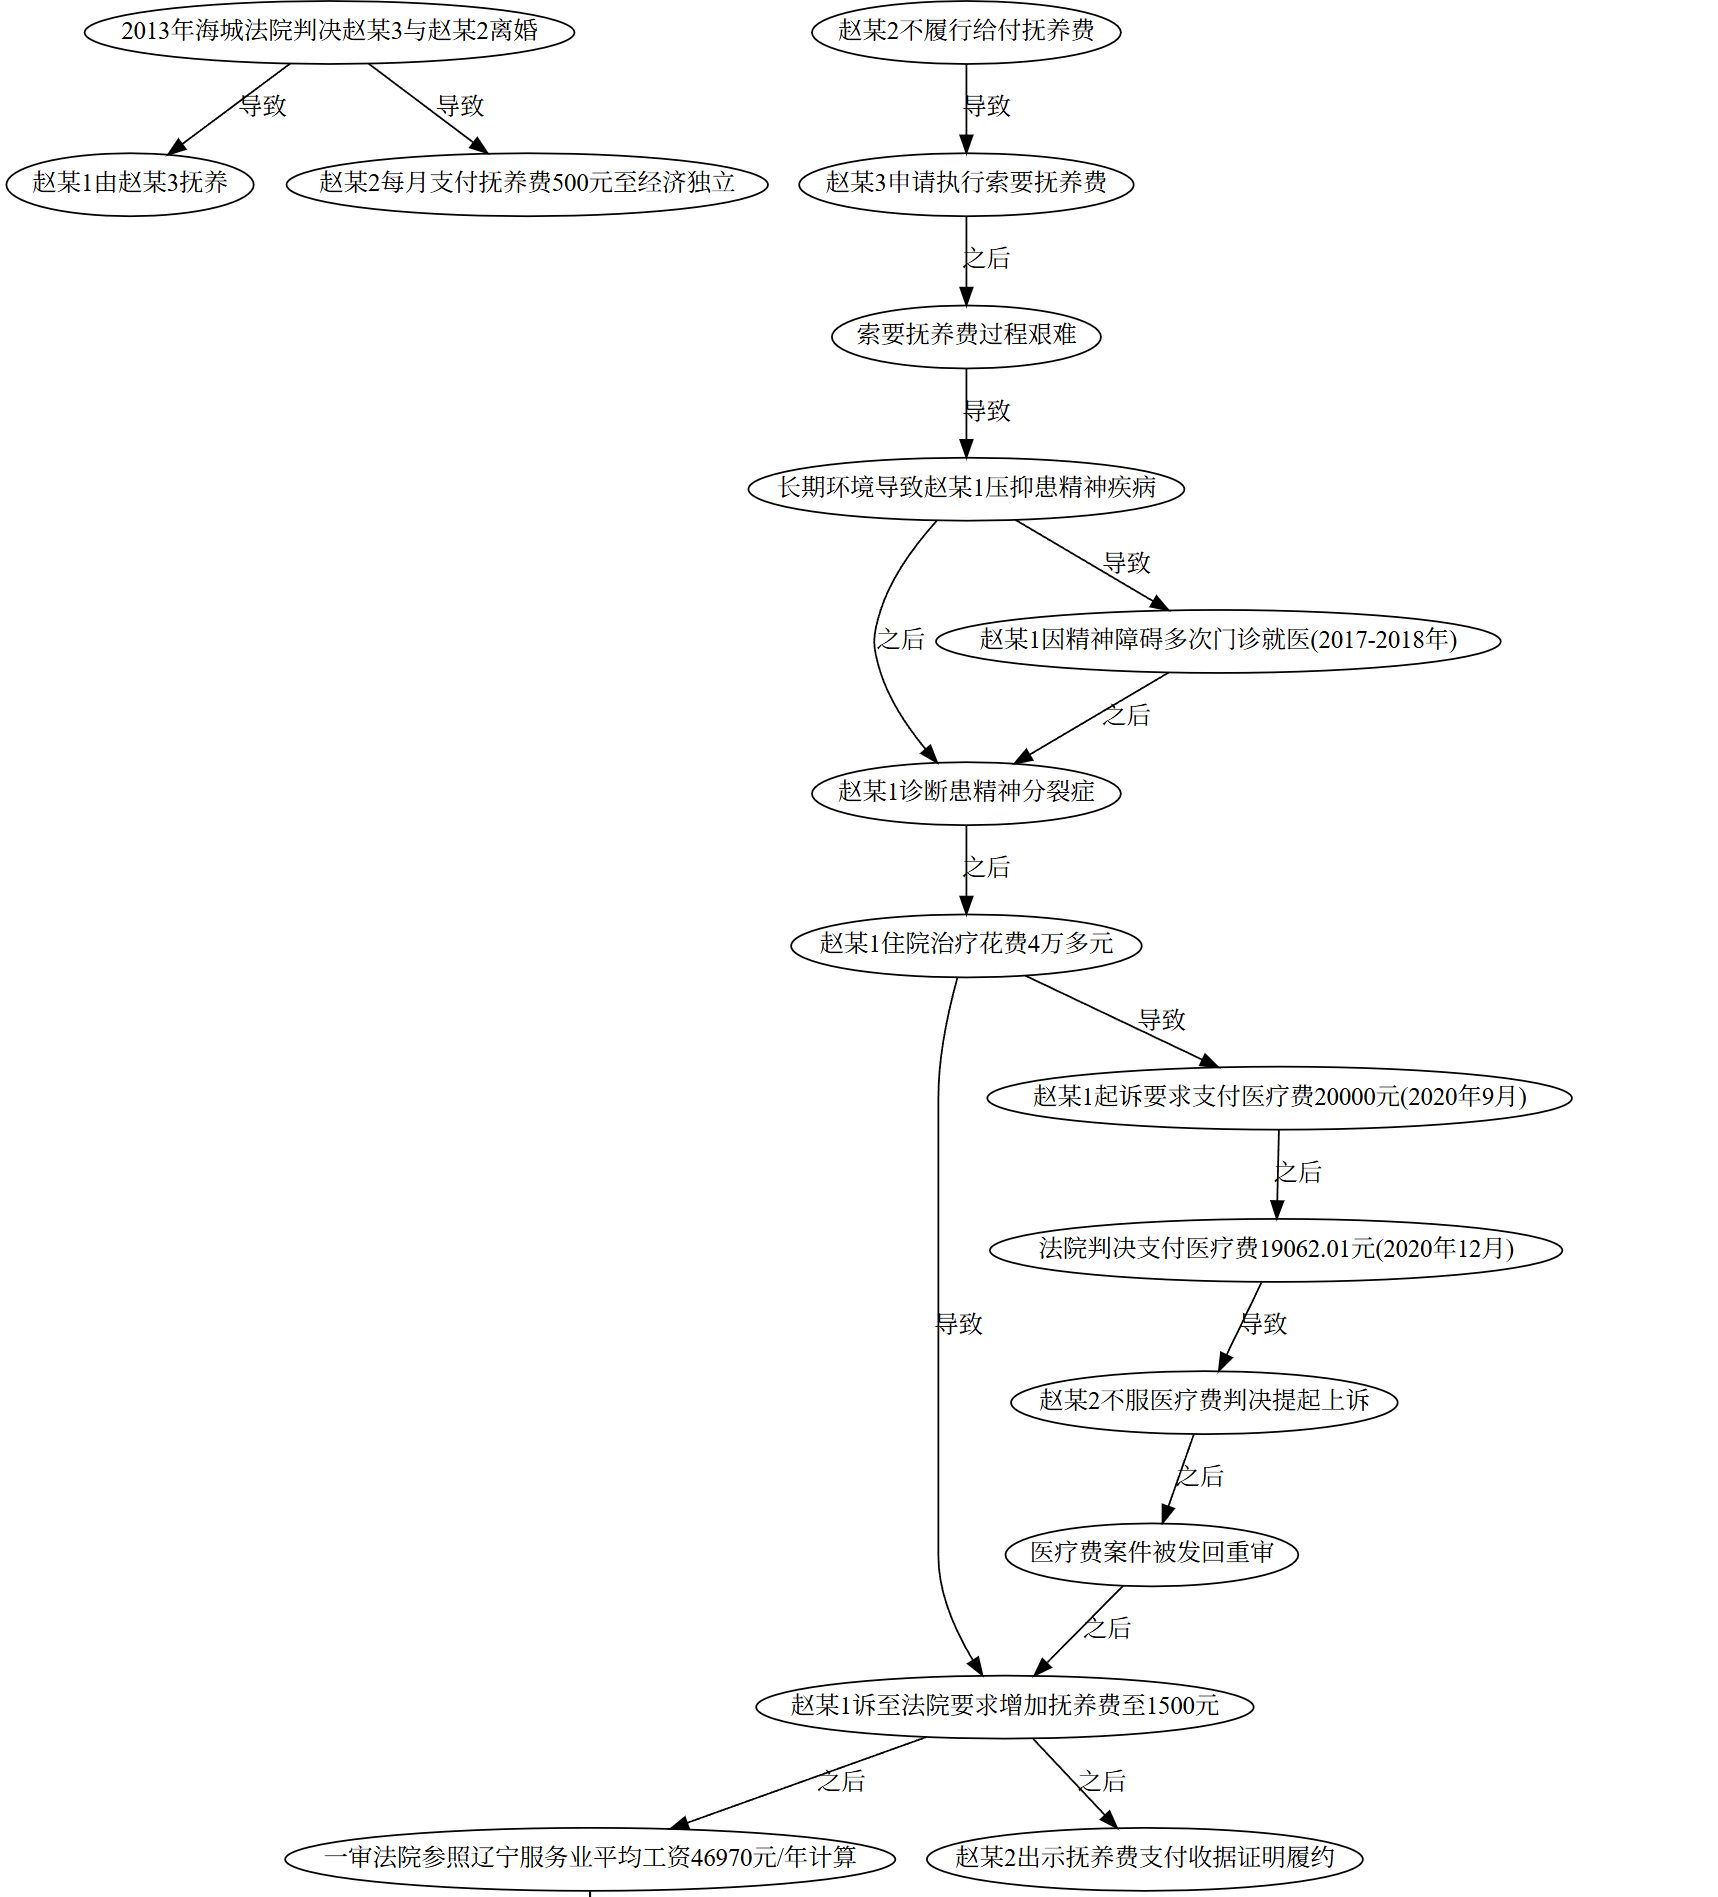 2013年海城法院判决赵某3与赵某2离婚
赵某2不履行给付抚养费
导致
导致
导致
赵某1由赵某3抚养
赵某2每月支付抚养费500元至经济独立
赵某3申请执行索要抚养费
之后
索要抚养费过程艰难
导致
长期环境导致赵某1压抑患精神疾病
导致
之后
赵某1因精神障碍多次门诊就医(2017-2018年)
之后
赵某1诊断患精神分裂症
之后
赵某1住院治疗花费4万多元
导致
赵某1起诉要求支付医疗费20000元(2020年9月)
之后
法院判决支付医疗费19062.01元(2020年12月)
导致
导致
赵某2不服医疗费判决提起上诉
之后
医疗费案件被发回重审
之后
赵某1诉至法院要求增加抚养费至1500元
之后
之后
一审法院参照辽宁服务业平均工资46970元/年计算
赵某2出示抚养费支付收据证明履约